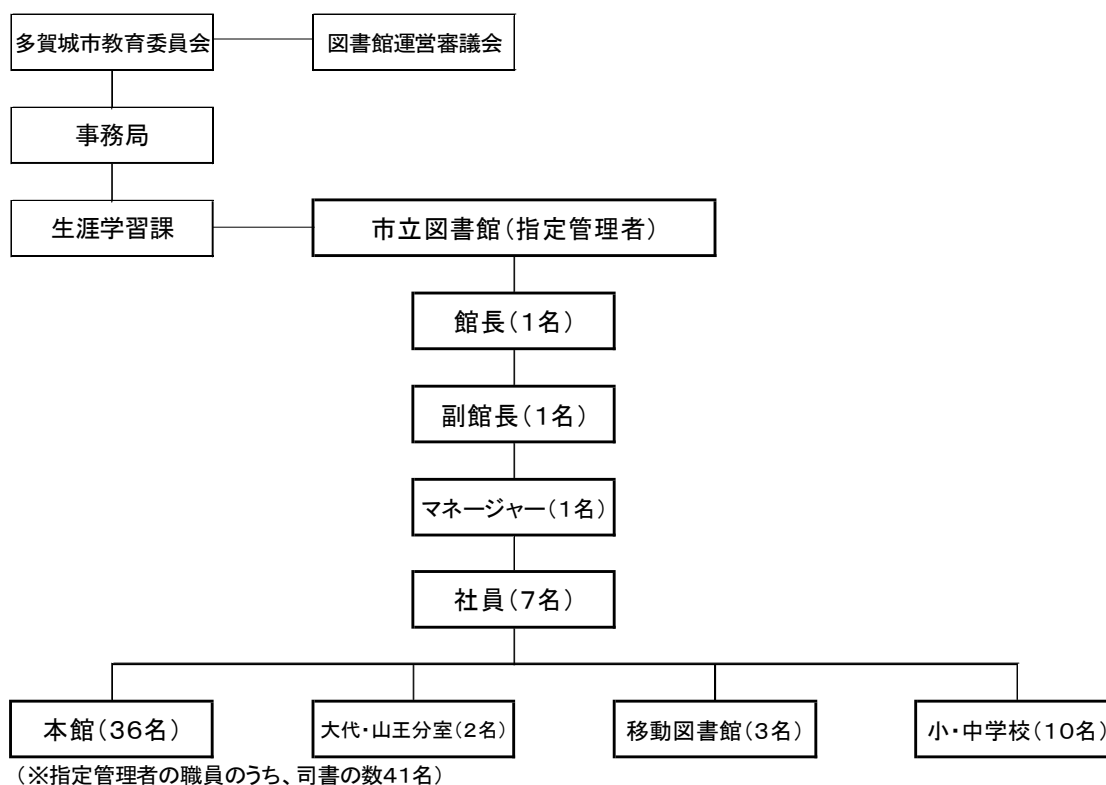 多賀城市教育委員会
図書館運営審議会
事務局
生涯学習課
市立図書館(指定管理者)
館長(1名)
副館長(1名)
マネージャー(1名)
社員(7名)
本館(36名)
大代・山王分室(2名)
移動図書館(3名)
小・中学校(10名)
(※指定管理者の職員のうち、司書の数41名)